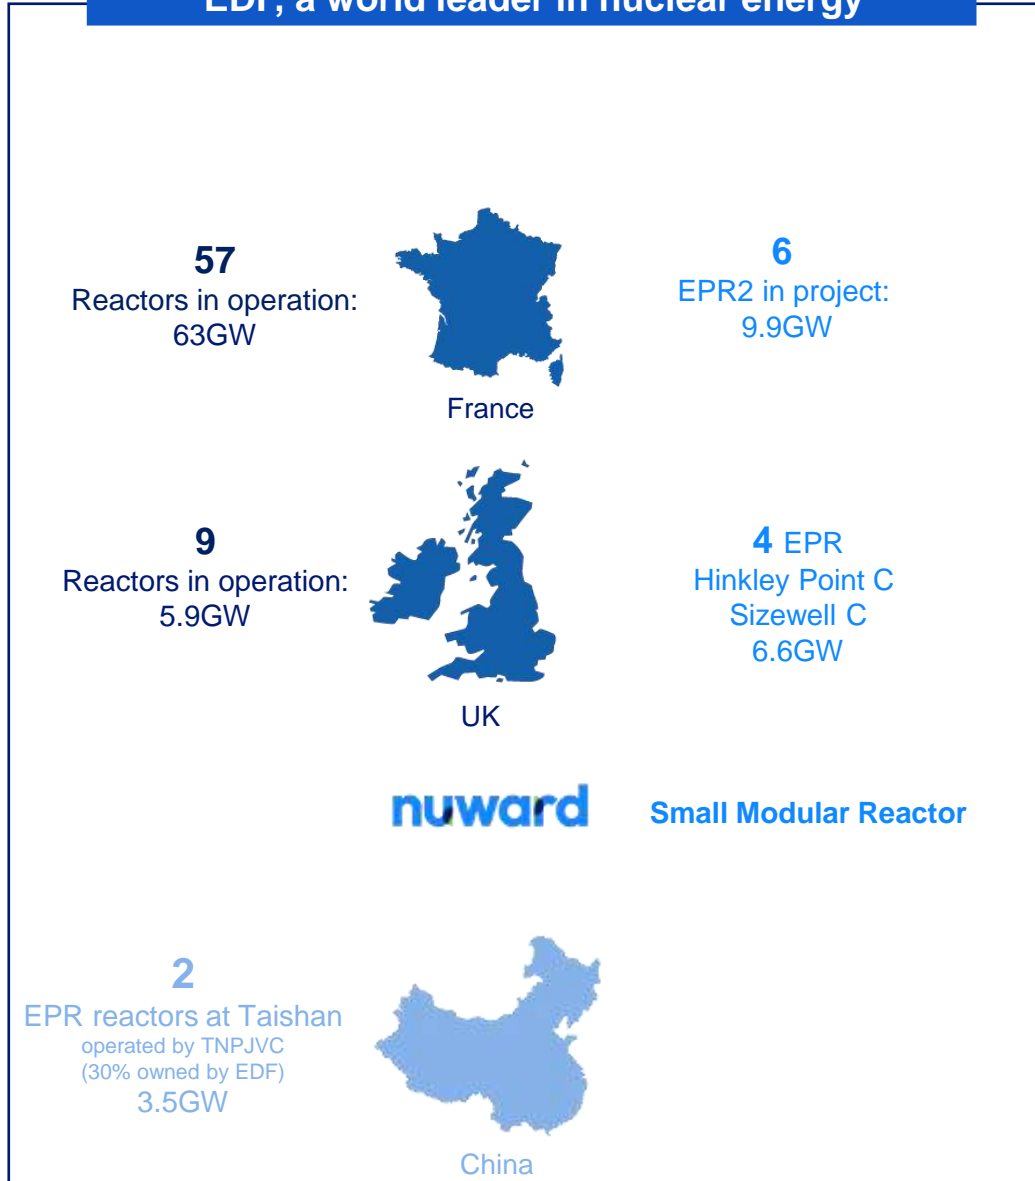 EDF, a world leader in nuclear energy
57
Reactors in operation:
63GW
6
EPR2 in project:
9.9GW
France
9
Reactors in operation:
5.9GW
4 EPR
Hinkley Point C
Sizewell C
6.6GW
UK
nuward
Small Modular Reactor
2
EPR reactors at Taishan
operated by TNPJVC
(30% owned by EDF)
3.5GW
China